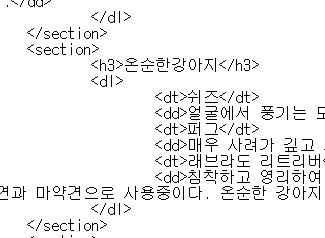 .</dd>
</dl>
</section>
<section>
<h3>온순한강아지</h3>
<dl>
<dt>쉬즈</dt>
<dd>얼굴에서 풍기는
<dt>퍼그</dt>
<dd>매우 사려가 깊고
<dt>래브라도 리트리버<
<dd>침착하고 영리하여
견과 마약견으로 사용중이다. 온순한 강아지
</dl>
</section>